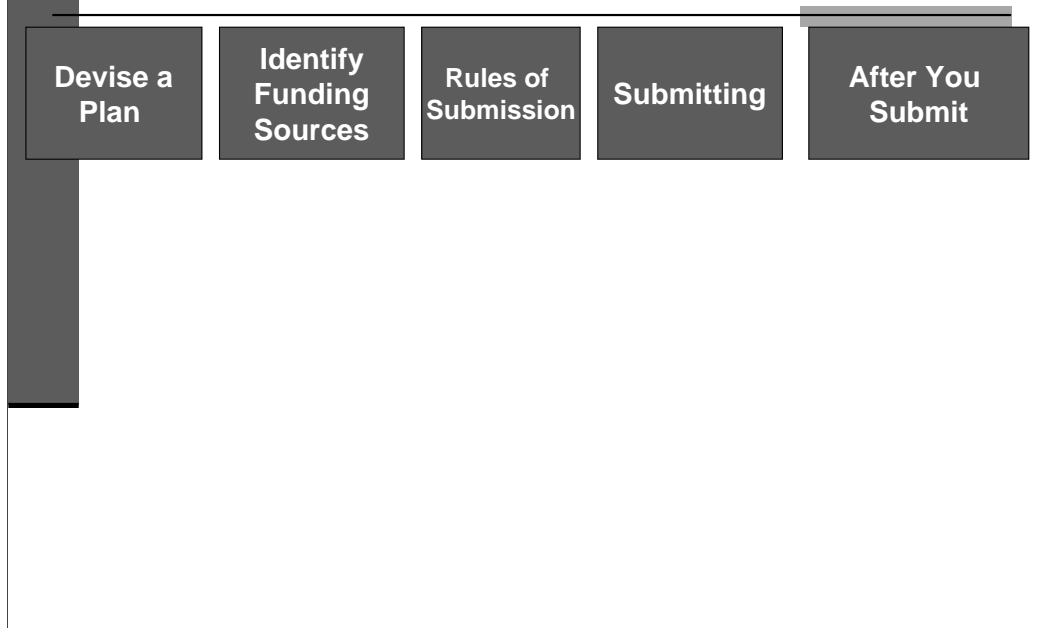 Devise a
Plan
Identify
Funding
Sources
Rules of
Submission
Submitting
After You
Submit